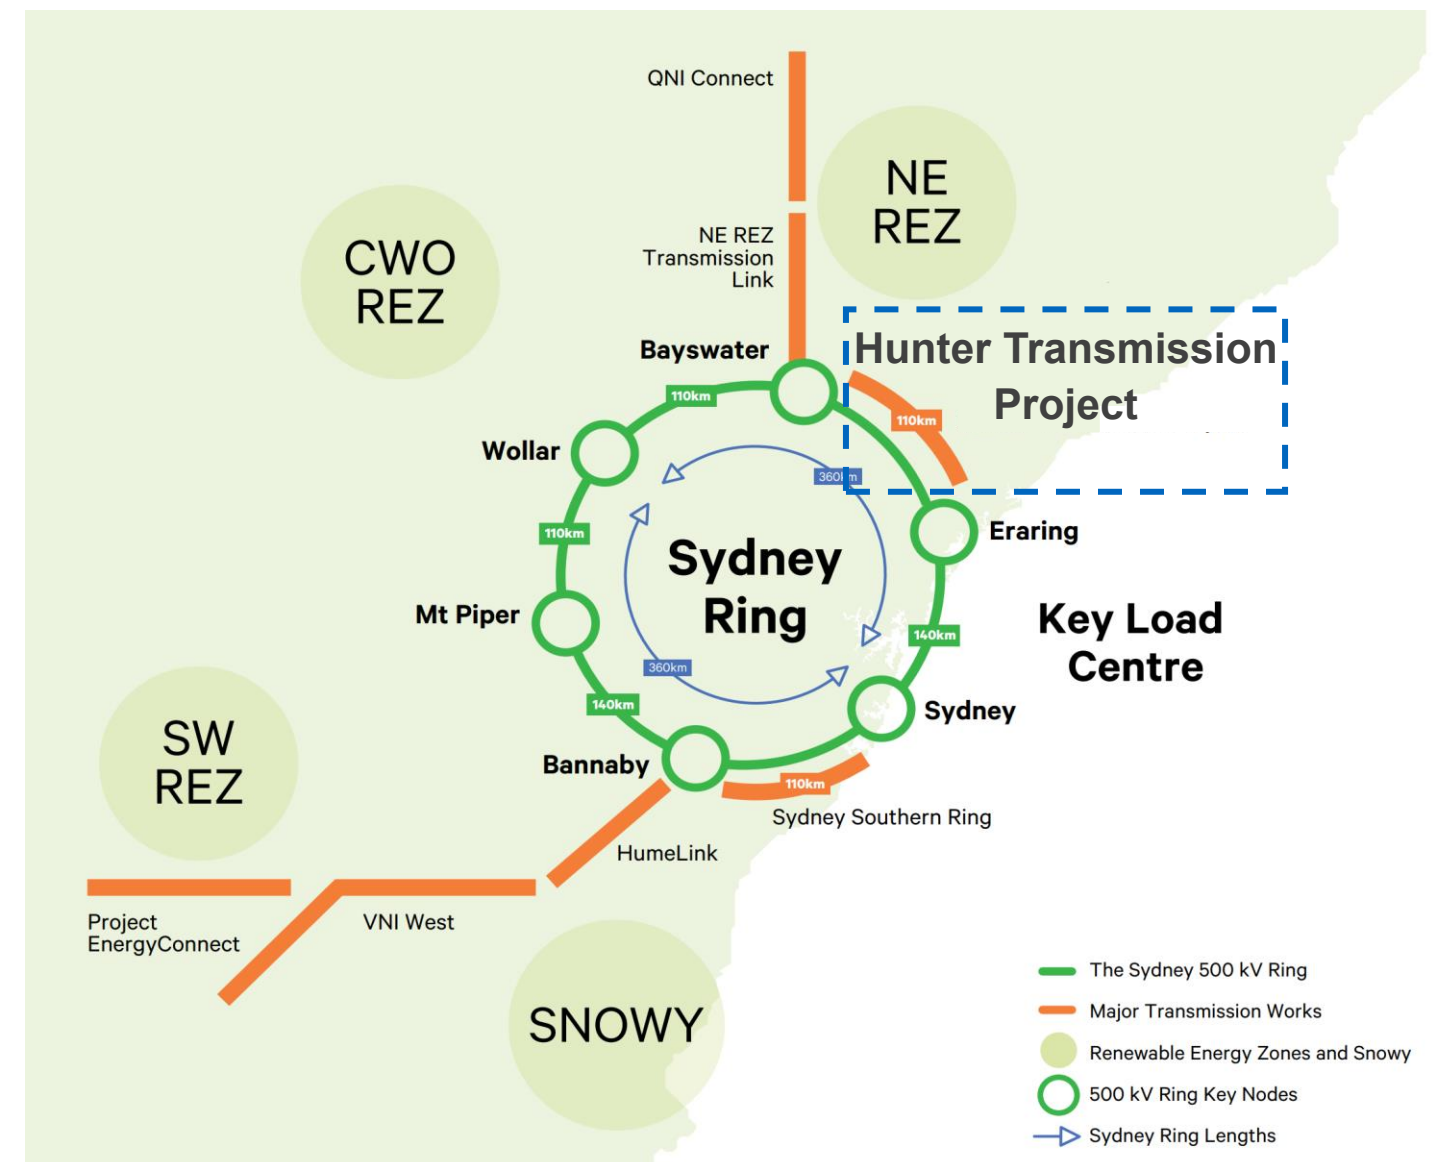 QNI Connect
NE
REZ
CWO
REZ
NE REZ
Transmission
Link
Hunter Transmission
Project
Bayswater
110km
110km
Wollar
360km
Sydney
Ring
110km
Eraring
Mt Piper
Key Load
Centre
140km
360km
140km
Sydney
SW
REZ
Bannaby
110km
Sydney Southern Ring
HumeLink
Project
EnergyConnect
VNI West
SNOWY
The Sydney 500 kV Ring
Major Transmission Works
Renewable Energy Zones and Snowy
500 kV Ring Key Nodes
Sydney Ring Lengths